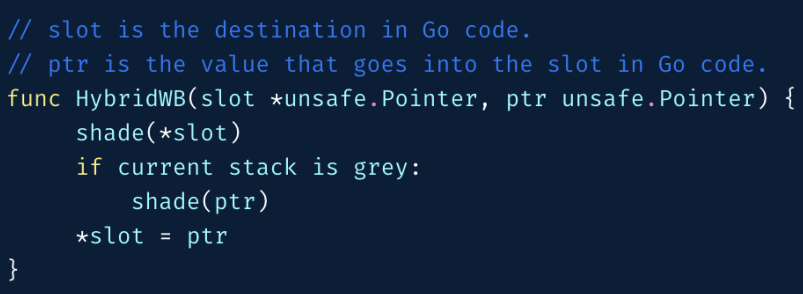 // slot is the destination in Go code.
// ptr is the value that goes into the slot in Go code.
func HybridWB(slot *unsafe.Pointer, ptr unsafe.Pointer) {
     shade(*slot)
     if current stack is grey:
         shade(ptr)
     *slot = ptr
}